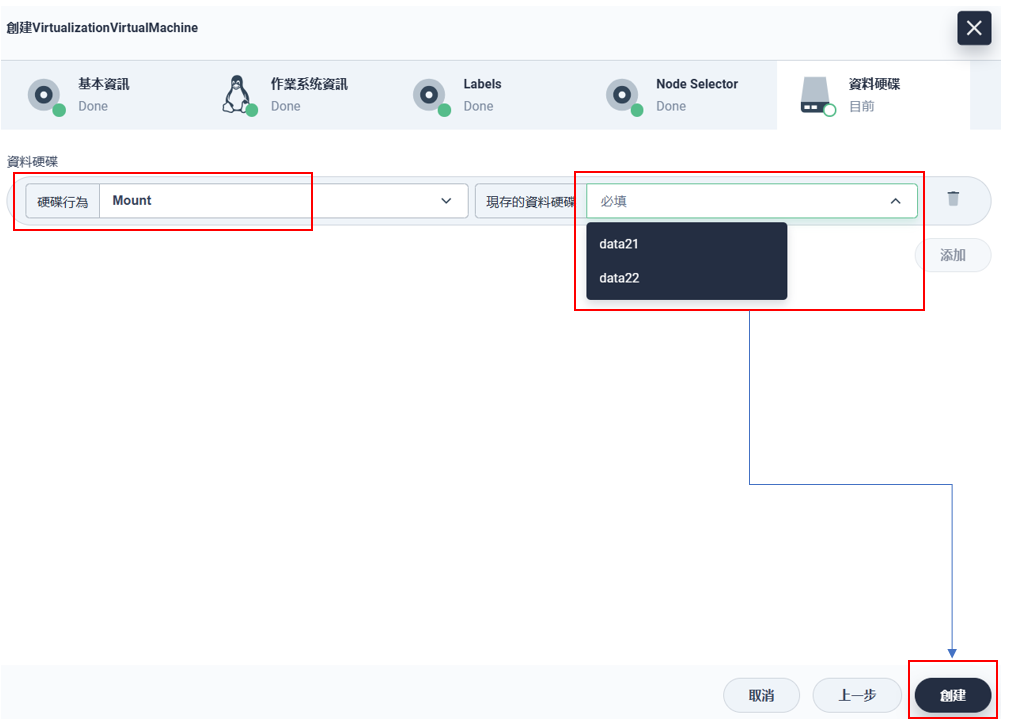 創建VirtualizationVirtualMachine
基本資訊
Done
作業系統資訊
Done
Labels
Done
Node Selector
Done
資料硬碟
目前
資料硬碟
硬碟行為
Mount
現存的資料硬碟
必填
data21
data22
添加
取消
上一步
創建